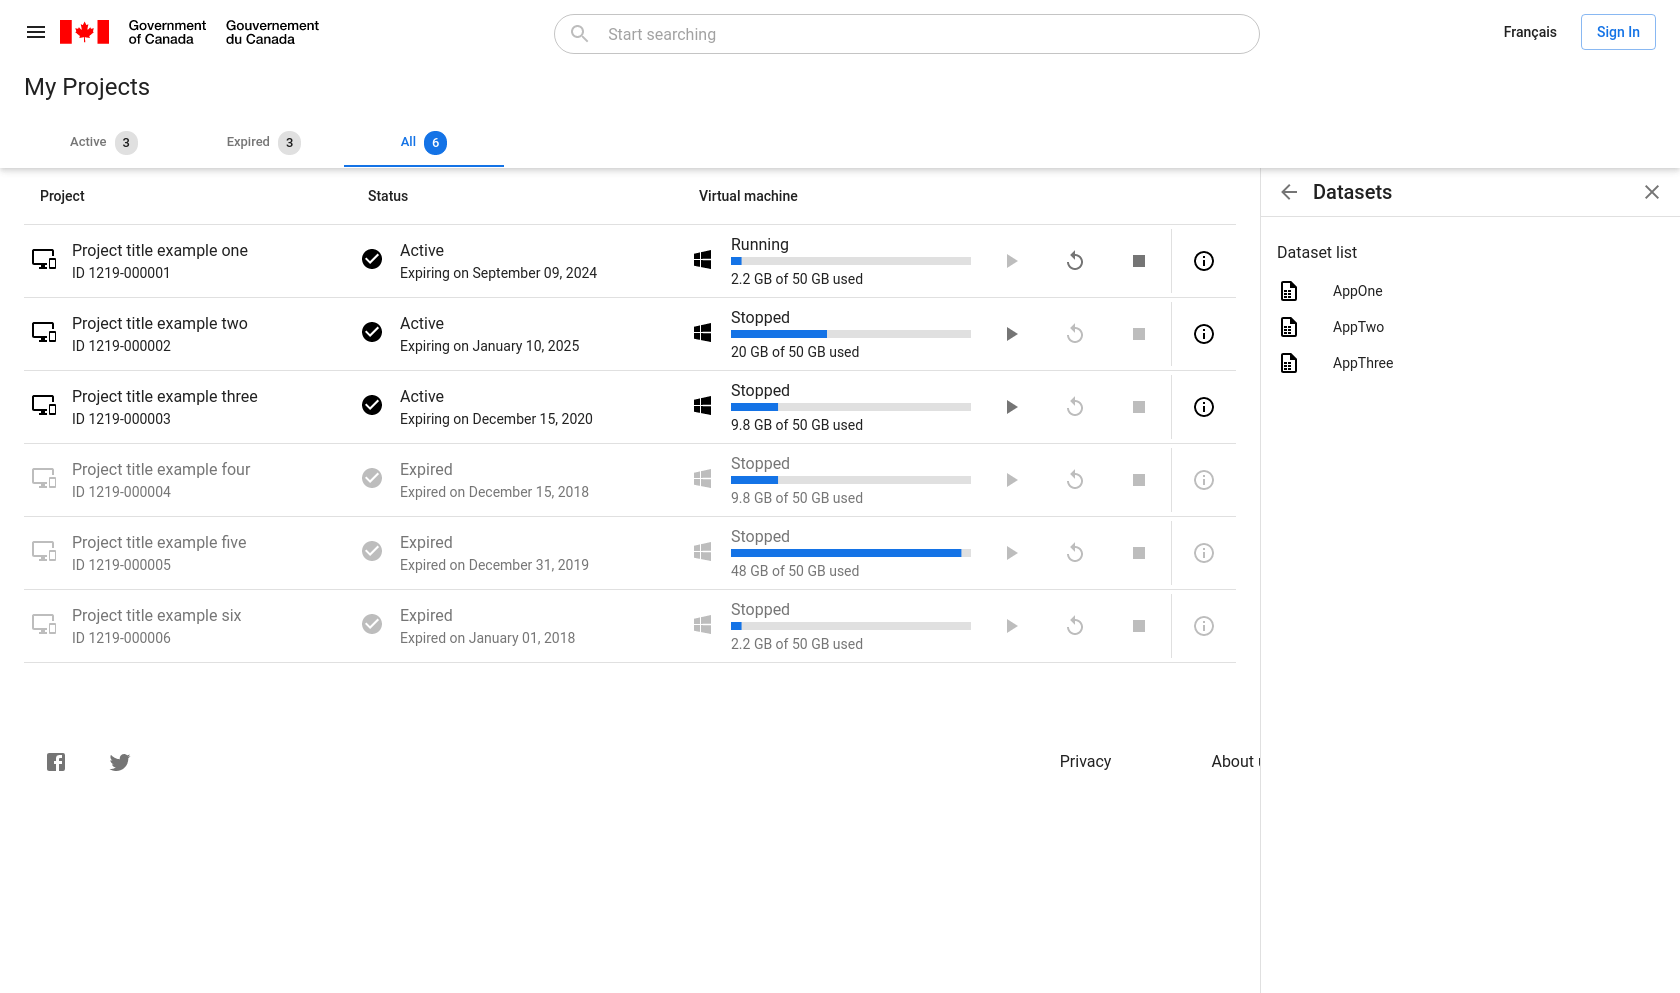 Government
of Canada
Gouvernement
du Canada
Start searching
Français
Sign In
My Projects
Active 3
Expired 3
All 6
Project
Status
Virtual machine
Project title example one
ID 1219-000001
Active
Expiring on September 09, 2024
Running
2.2 GB of 50 GB used
Project title example two
ID 1219-000002
Active
Expiring on January 10, 2025
Stopped
20 GB of 50 GB used
Project title example three
ID 1219-000003
Active
Expiring on December 15, 2020
Stopped
9.8 GB of 50 GB used
Project title example four
ID 1219-000004
Expired
Expired on December 15, 2018
Stopped
9.8 GB of 50 GB used
Project title example five
ID 1219-000005
Expired
Expired on December 31, 2019
Stopped
48 GB of 50 GB used
Project title example six
ID 1219-000006
Expired
Expired on January 01, 2018
Stopped
2.2 GB of 50 GB used
Datasets
Dataset list
AppOne
AppTwo
AppThree
Privacy
About